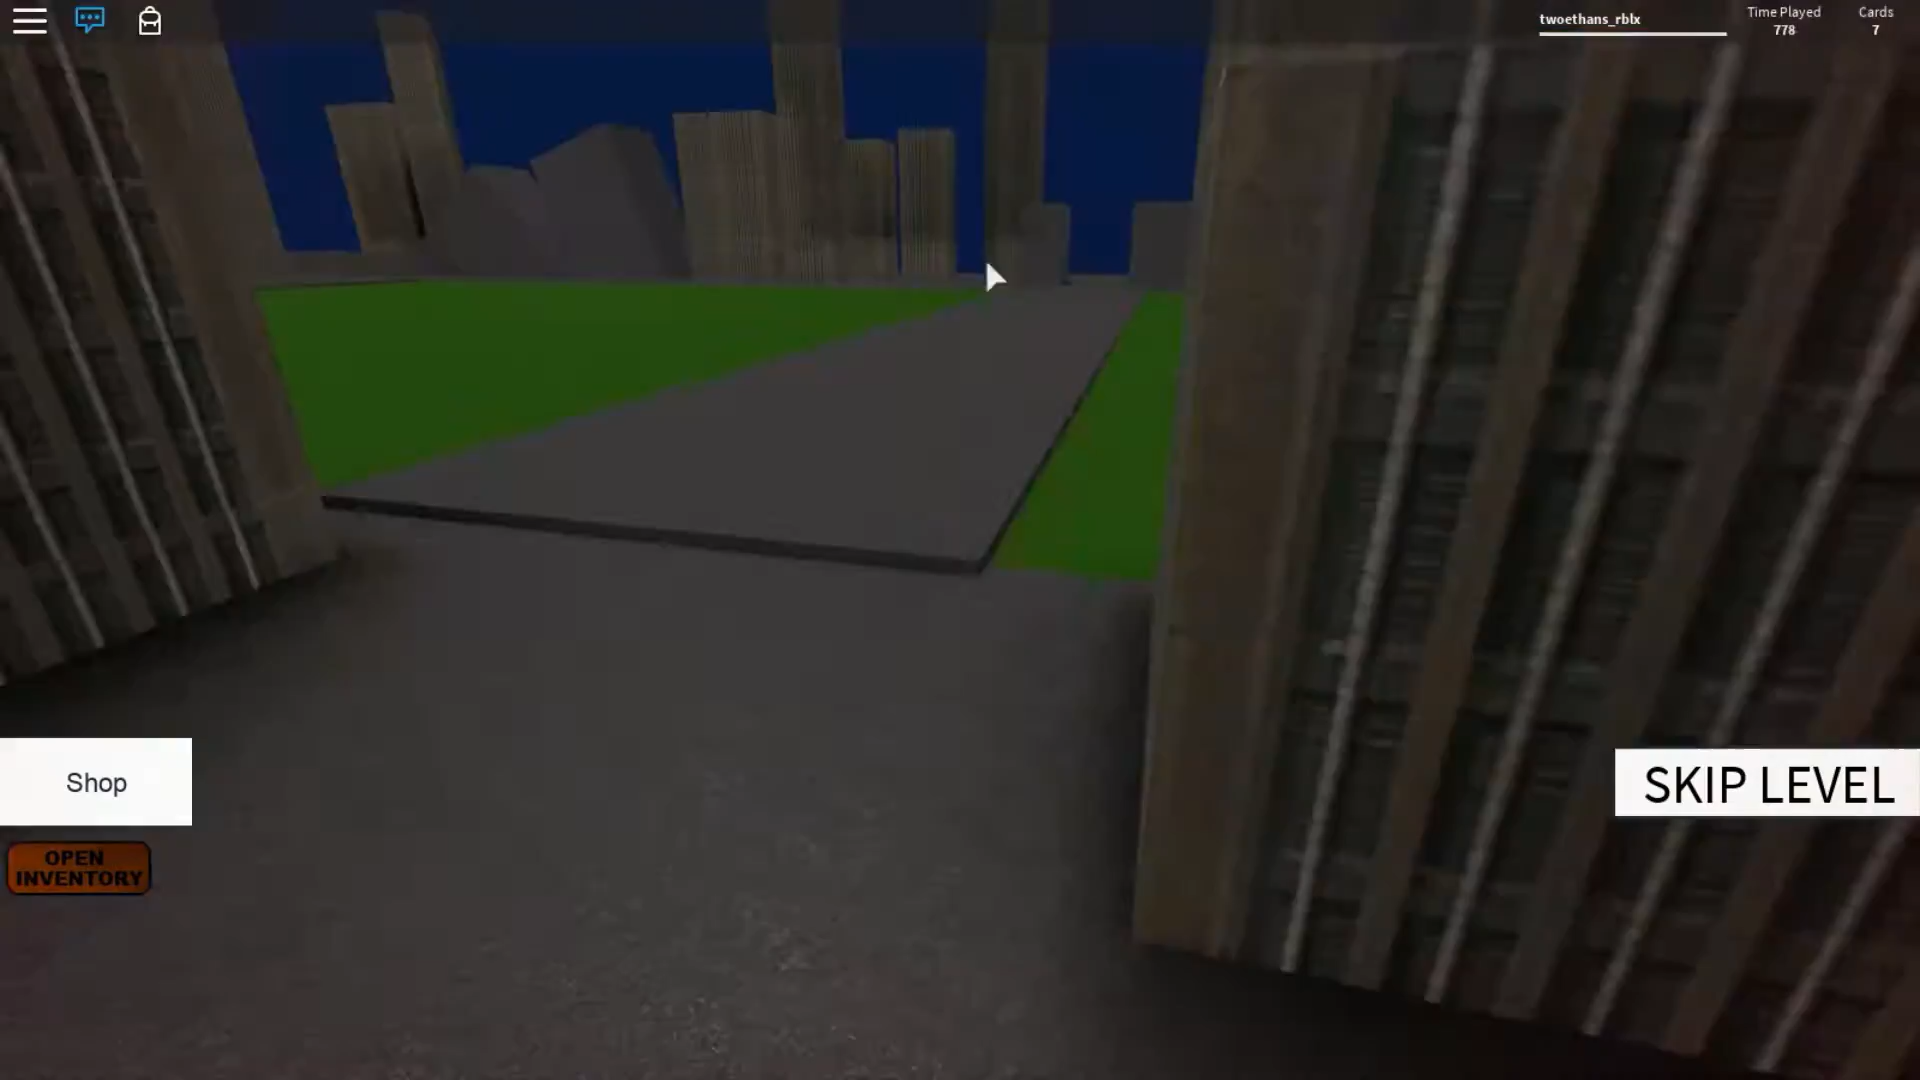 twoethans_rblx
Time Played
778
Cards
7
Shop
SKIP LEVEL
OPEN
INVENTORY